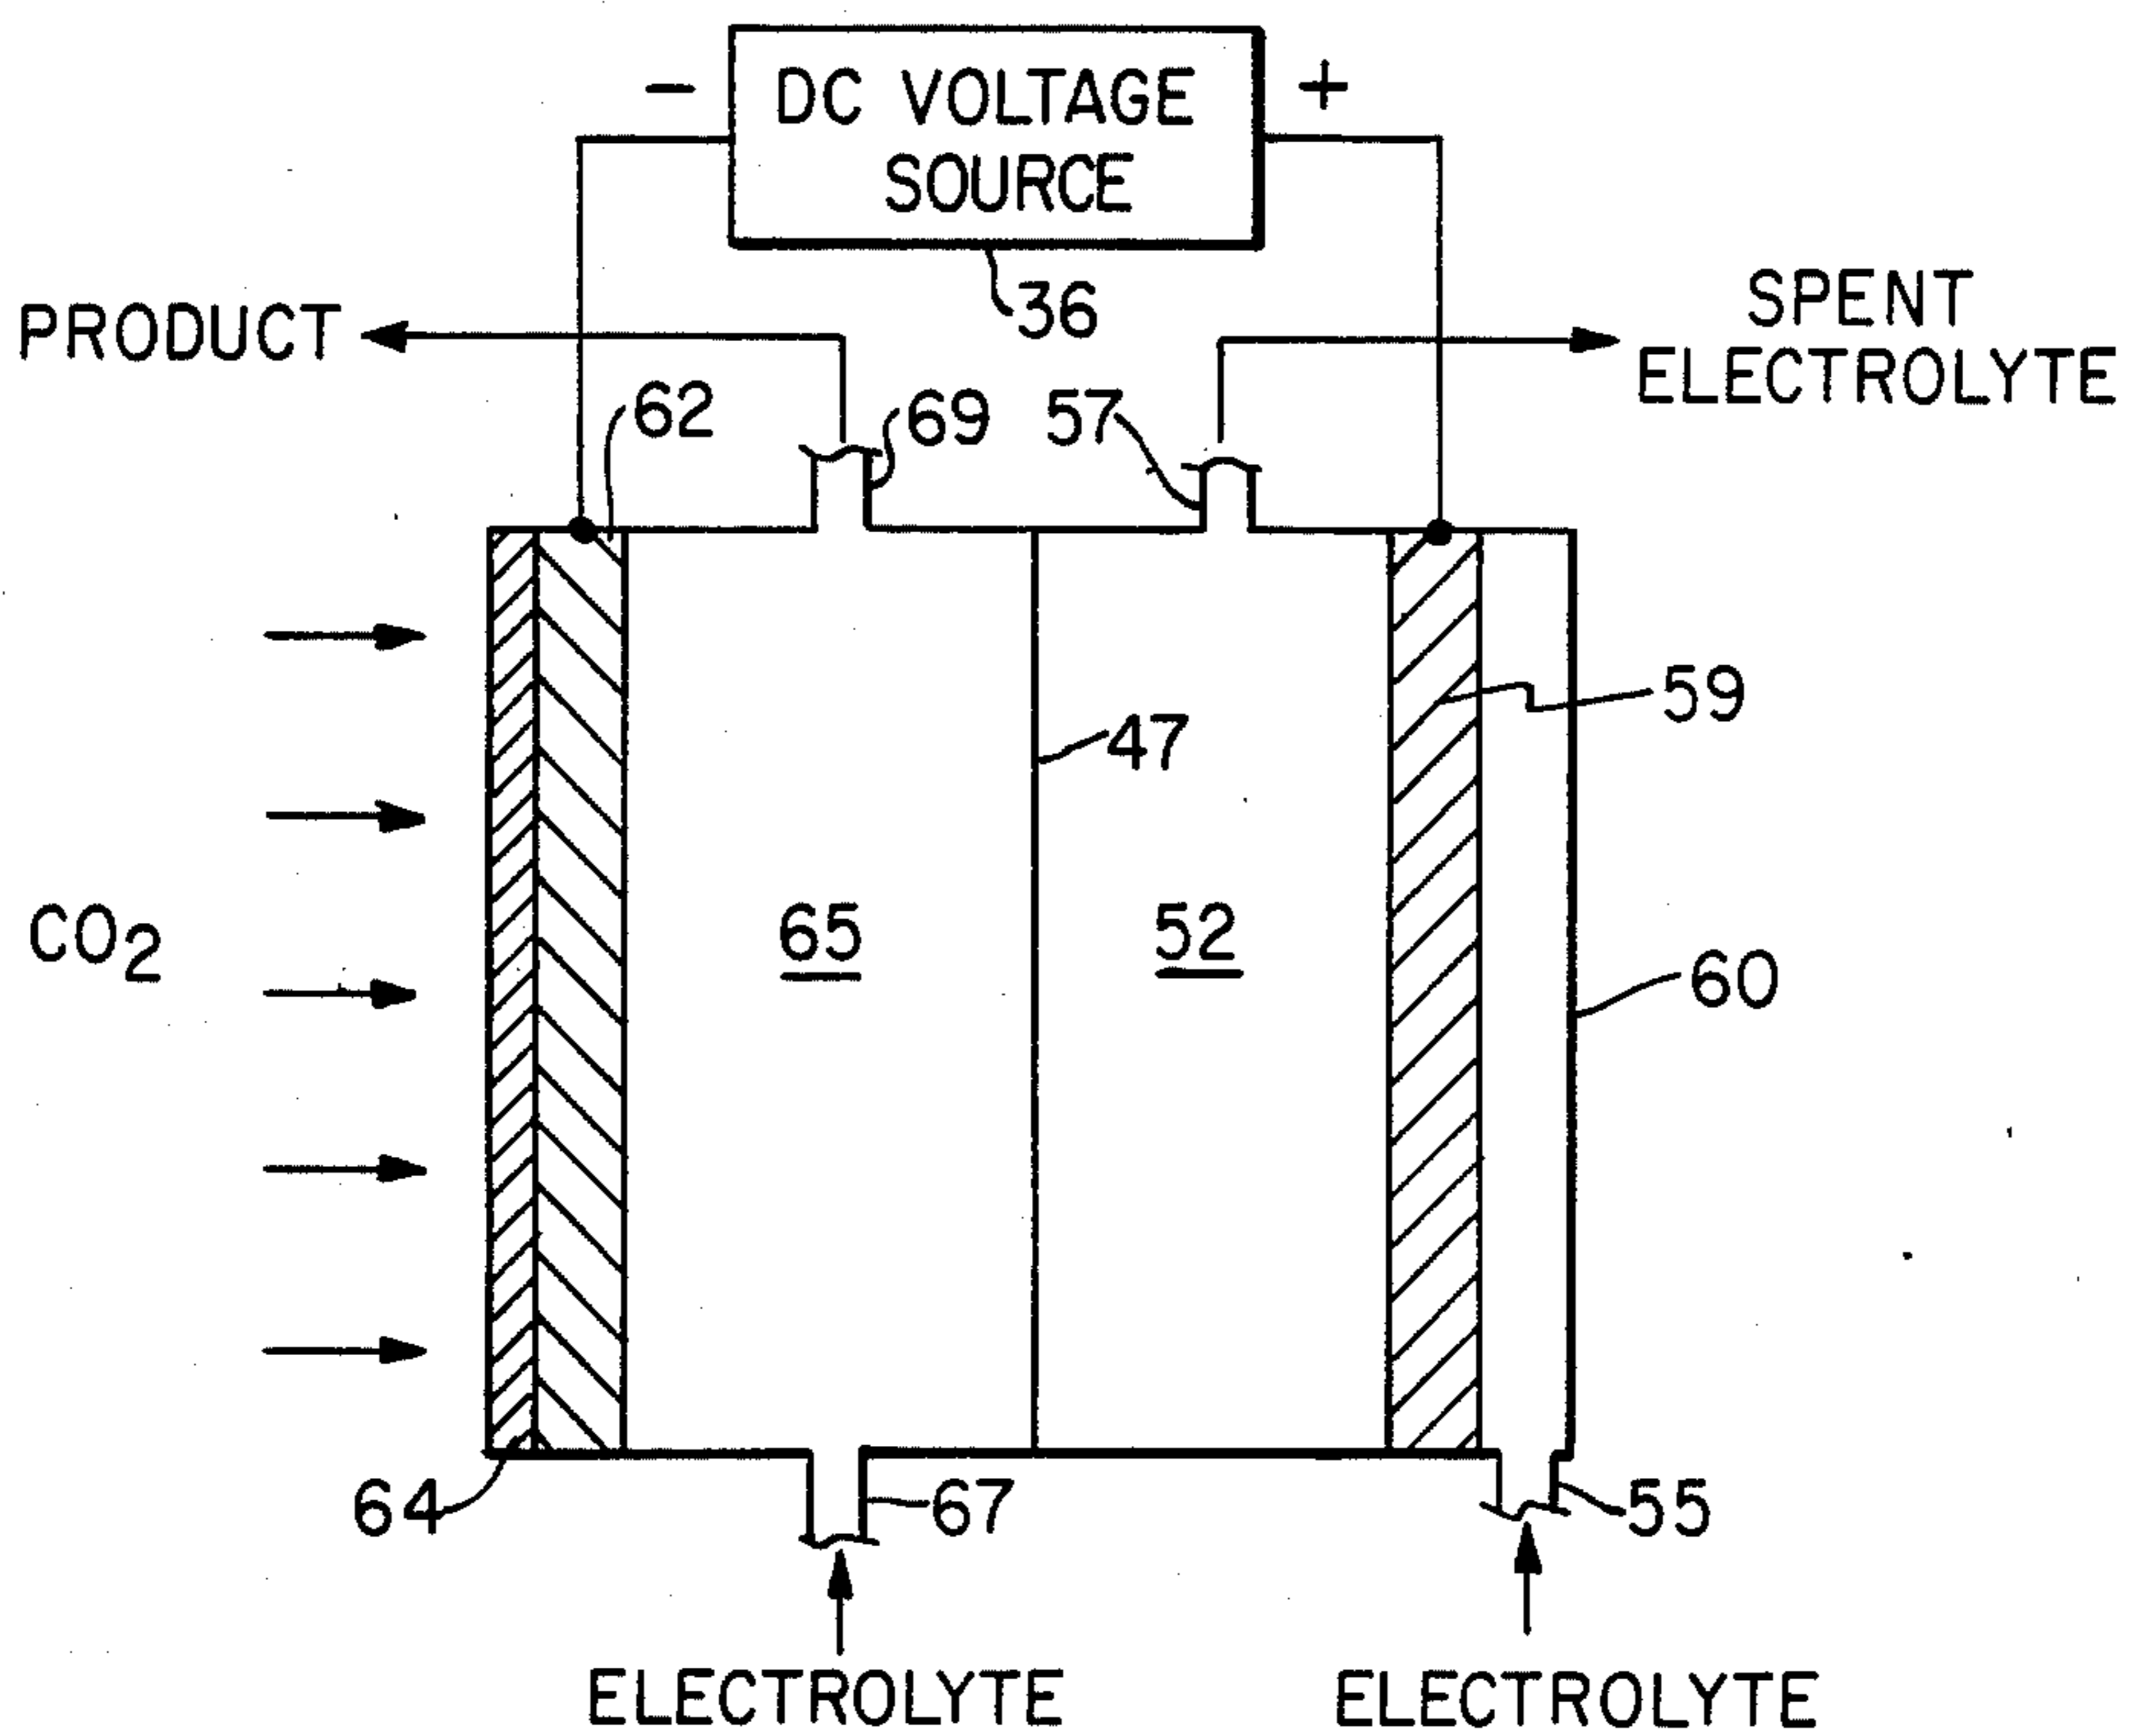 − DC VOLTAGE +
SOURCE
36
PRODUCT
SPENT
ELECTROLYTE
62
69
57
59
47
CO2
65
52
60
64
67
55
ELECTROLYTE
ELECTROLYTE